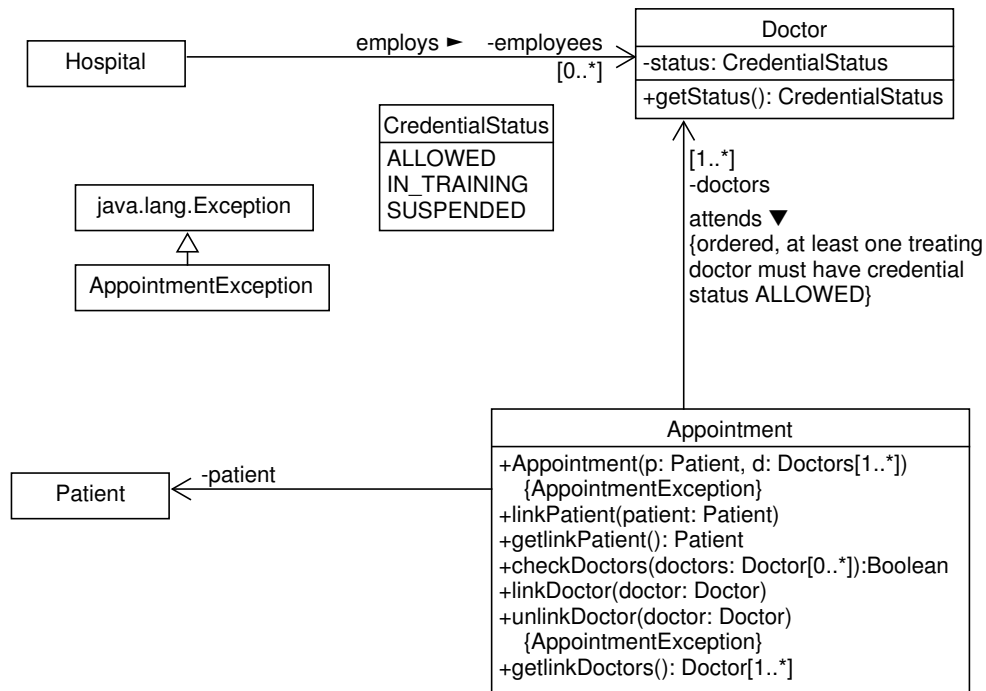 Hospital
employs ► -employees
[0..*]
Doctor
-status: CredentialStatus
+getStatus(): CredentialStatus
CredentialStatus
ALLOWED
IN_TRAINING
SUSPENDED
java.lang.Exception
AppointmentException
[1..*]
-doctors
attends ▼
{ordered, at least one treating
doctor must have credential
status ALLOWED}
Patient
-patient
Appointment
+Appointment(p: Patient, d: Doctors[1..*])
{AppointmentException}
+linkPatient(patient: Patient)
+getlinkPatient(): Patient
+checkDoctors(doctors: Doctor[0..*]):Boolean
+linkDoctor(doctor: Doctor)
+unlinkDoctor(doctor: Doctor)
{AppointmentException}
+getlinkDoctors(): Doctor[1..*]